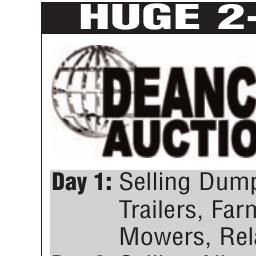 HUGE 2-
DEANC
AUCTIO
Day 1: Selling Dump
Trailers, Farm
Mowers, Rela